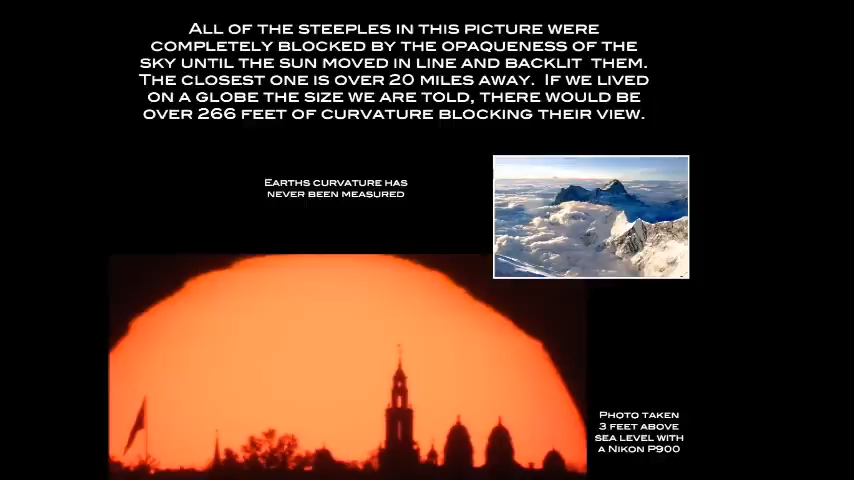 All of the steeples in this picture were
completely blocked by the opaqueness of the
sky until the sun moved in line and backlit them.
The closest one is over 20 miles away. If we lived
on a globe the size we are told, there would be
over 266 feet of curvature blocking their view.
Earths curvature has
never been measured
Photo taken
3 feet above
sea level with
a Nikon P900